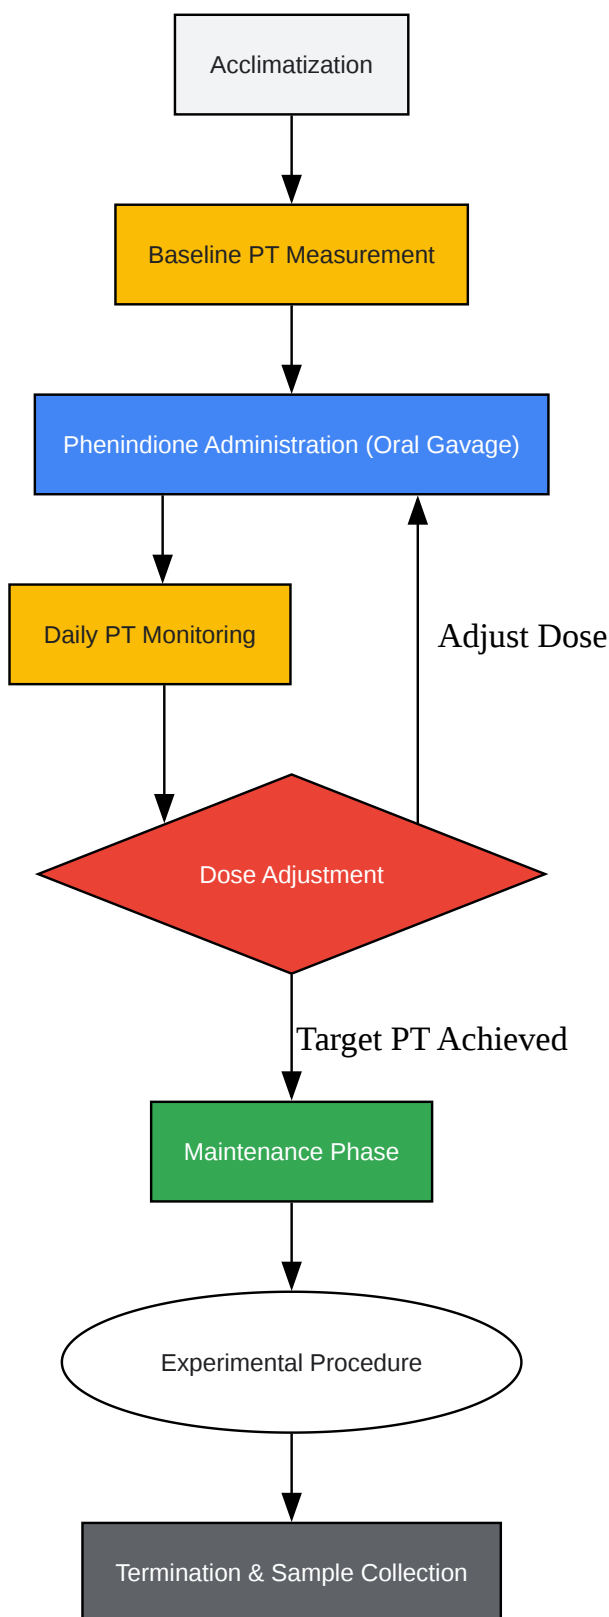 Acclimatization
Baseline PT Measurement
Phenindione Administration (Oral Gavage)
Daily PT Monitoring
Adjust Dose
Dose Adjustment
Target PT Achieved
Maintenance Phase
Experimental Procedure
Termination & Sample Collection